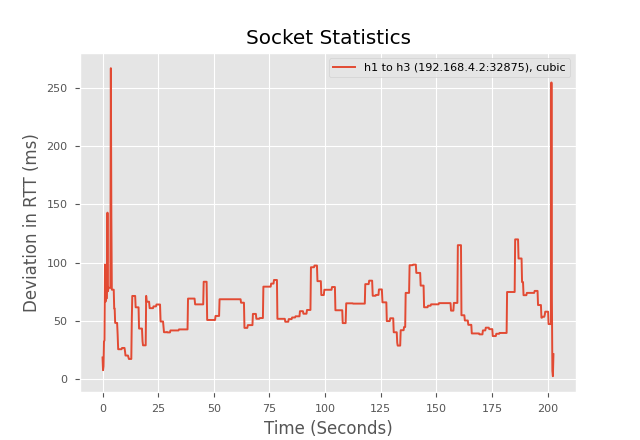 Socket Statistics
h1 to h3 (192.168.4.2:32875), cubic
250
200
150
100
50
0
Deviation in RTT (ms)
0 25 50 75 100 125 150 175 200
Time (Seconds)